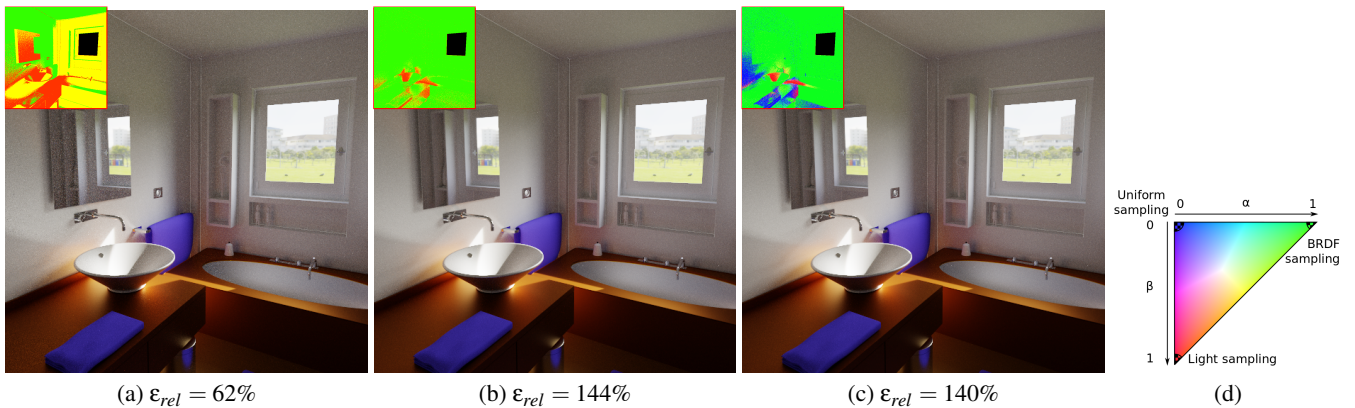 Uniform
sampling
0 α 1
0
BRDF
sampling
β
1
Light sampling
(a) ε_rel = 62%
(b) ε_rel = 144%
(c) ε_rel = 140%
(d)